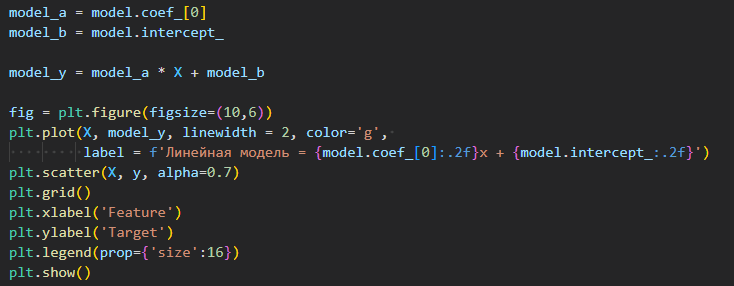 model_a = model.coef_[0]
model_b = model.intercept_
model_y = model_a * X + model_b
fig = plt.figure(figsize=(10,6))
plt.plot(X, model_y, linewidth = 2, color='g',
label = f'Линейная модель = {model.coef_[0]:.2f}x + {model.intercept_:.2f}')
plt.scatter(X, y, alpha=0.7)
plt.grid()
plt.xlabel('Feature')
plt.ylabel('Target')
plt.legend(prop={'size':16})
plt.show()